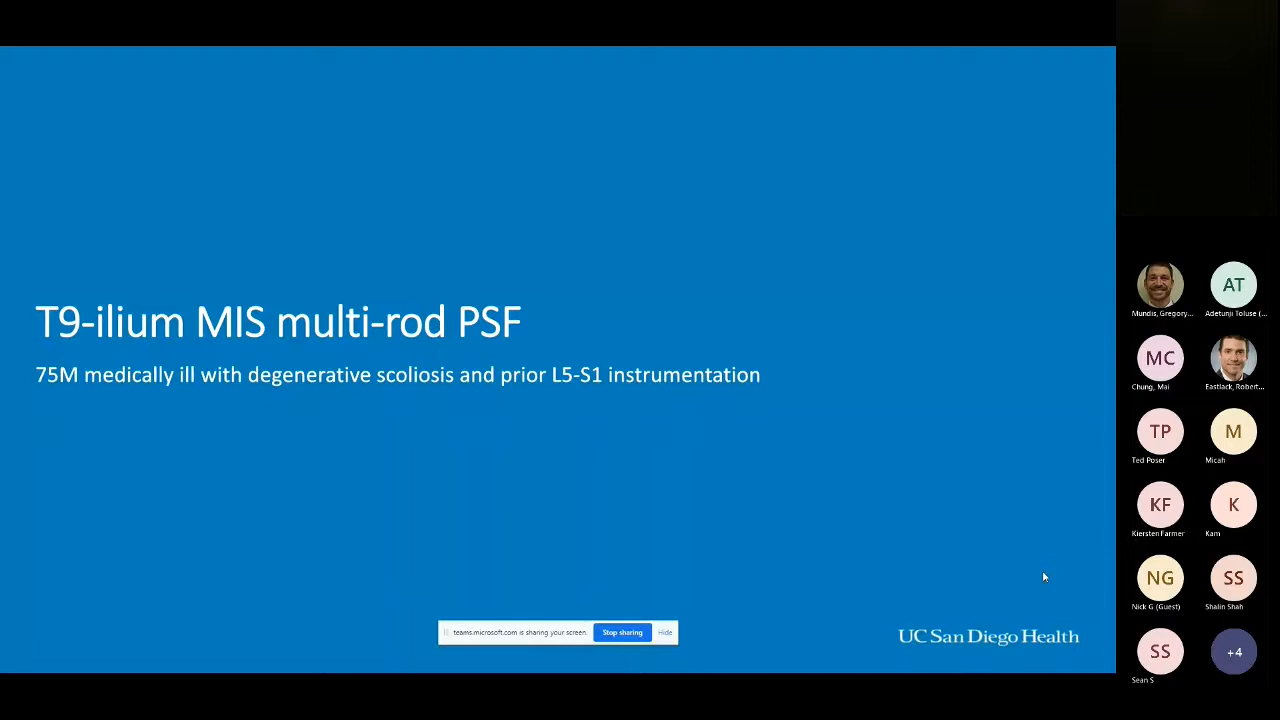 T9-ilium MIS multi-rod PSF
75M medically ill with degenerative scoliosis and prior L5-S1 instrumentation
teams.microsoft.com is sharing your screen.
Stop sharing
Hide
UC San Diego Health
Mundis, Gregory...
AT
Adetunji Toluse (...
MC
Chung, Mai
Eastlack, Robert...
TP
Ted Poser
M
Micah
KF
Kiersten Farmer
K
Kam
NG
Nick G (Guest)
SS
Shalin Shah
SS
Sean S
+4